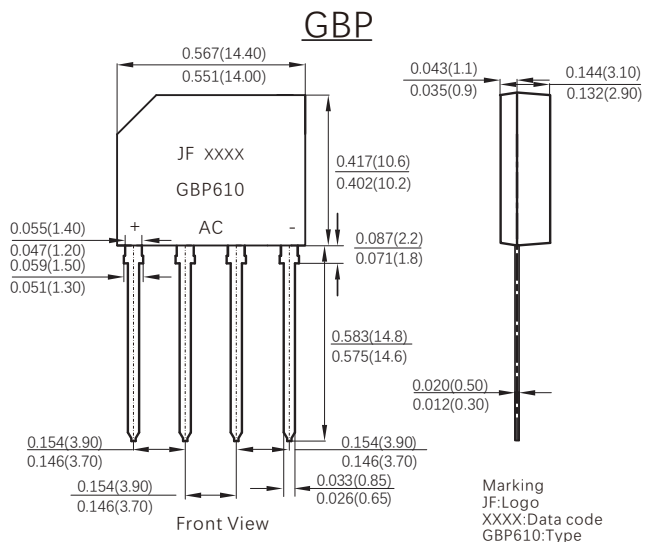 GBP
0.567(14.40)
0.551(14.00)
0.043(1.1)
0.035(0.9)
0.144(3.10)
0.132(2.90)
JF XXXX
GBP610
+ AC -
0.417(10.6)
0.402(10.2)
0.055(1.40)
0.047(1.20)
0.059(1.50)
0.051(1.30)
0.087(2.2)
0.071(1.8)
0.583(14.8)
0.575(14.6)
0.020(0.50)
0.012(0.30)
0.154(3.90)
0.146(3.70)
0.154(3.90)
0.146(3.70)
0.154(3.90)
0.146(3.70)
0.033(0.85)
0.026(0.65)
Front View
Marking
JF:Logo
XXXX:Data code
GBP610:Type